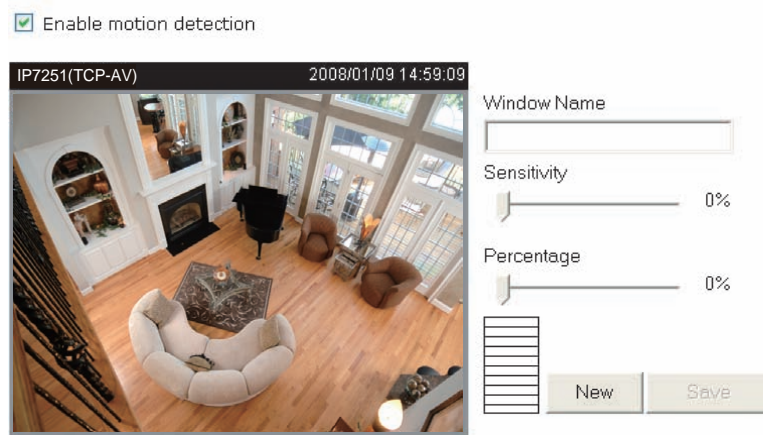 Enable motion detection
IP7251(TCP-AV) 2008/01/09 14:59:09
Window Name
Sensitivity
0%
Percentage
0%
New Save